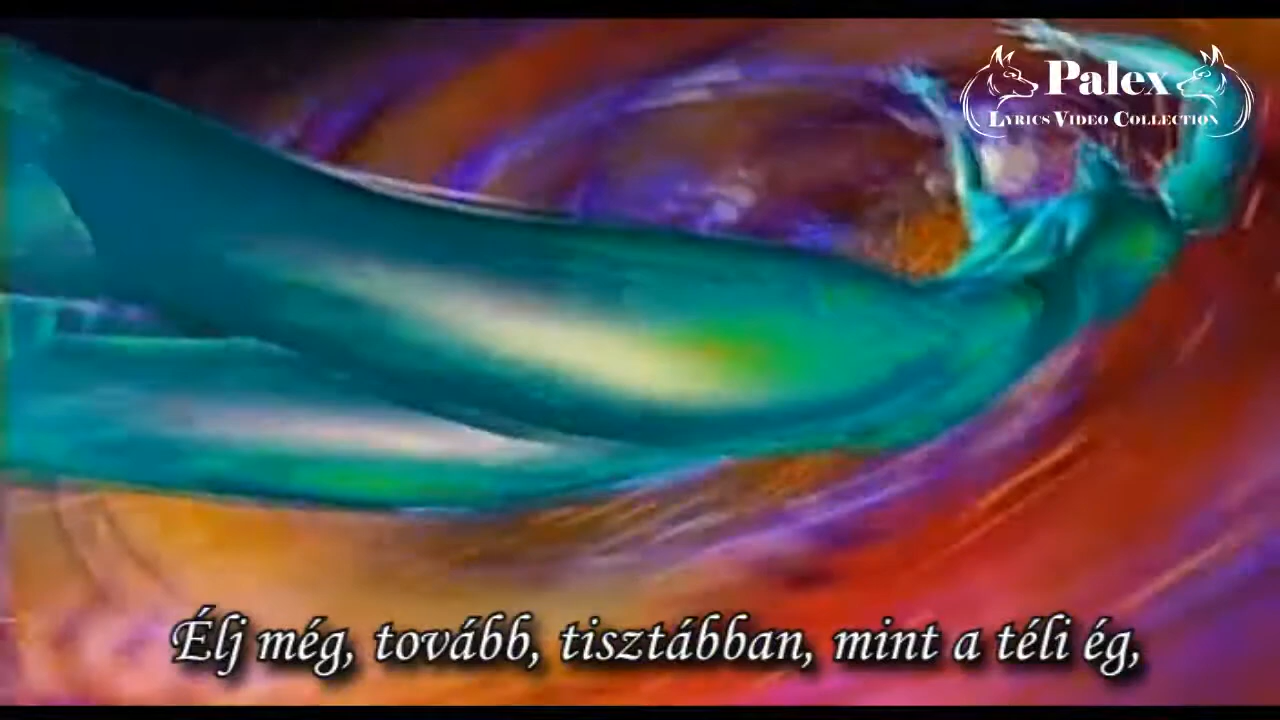 Palex
Lyrics Video Collection
Élj még, tovább, tisztábban, mint a téli ég,